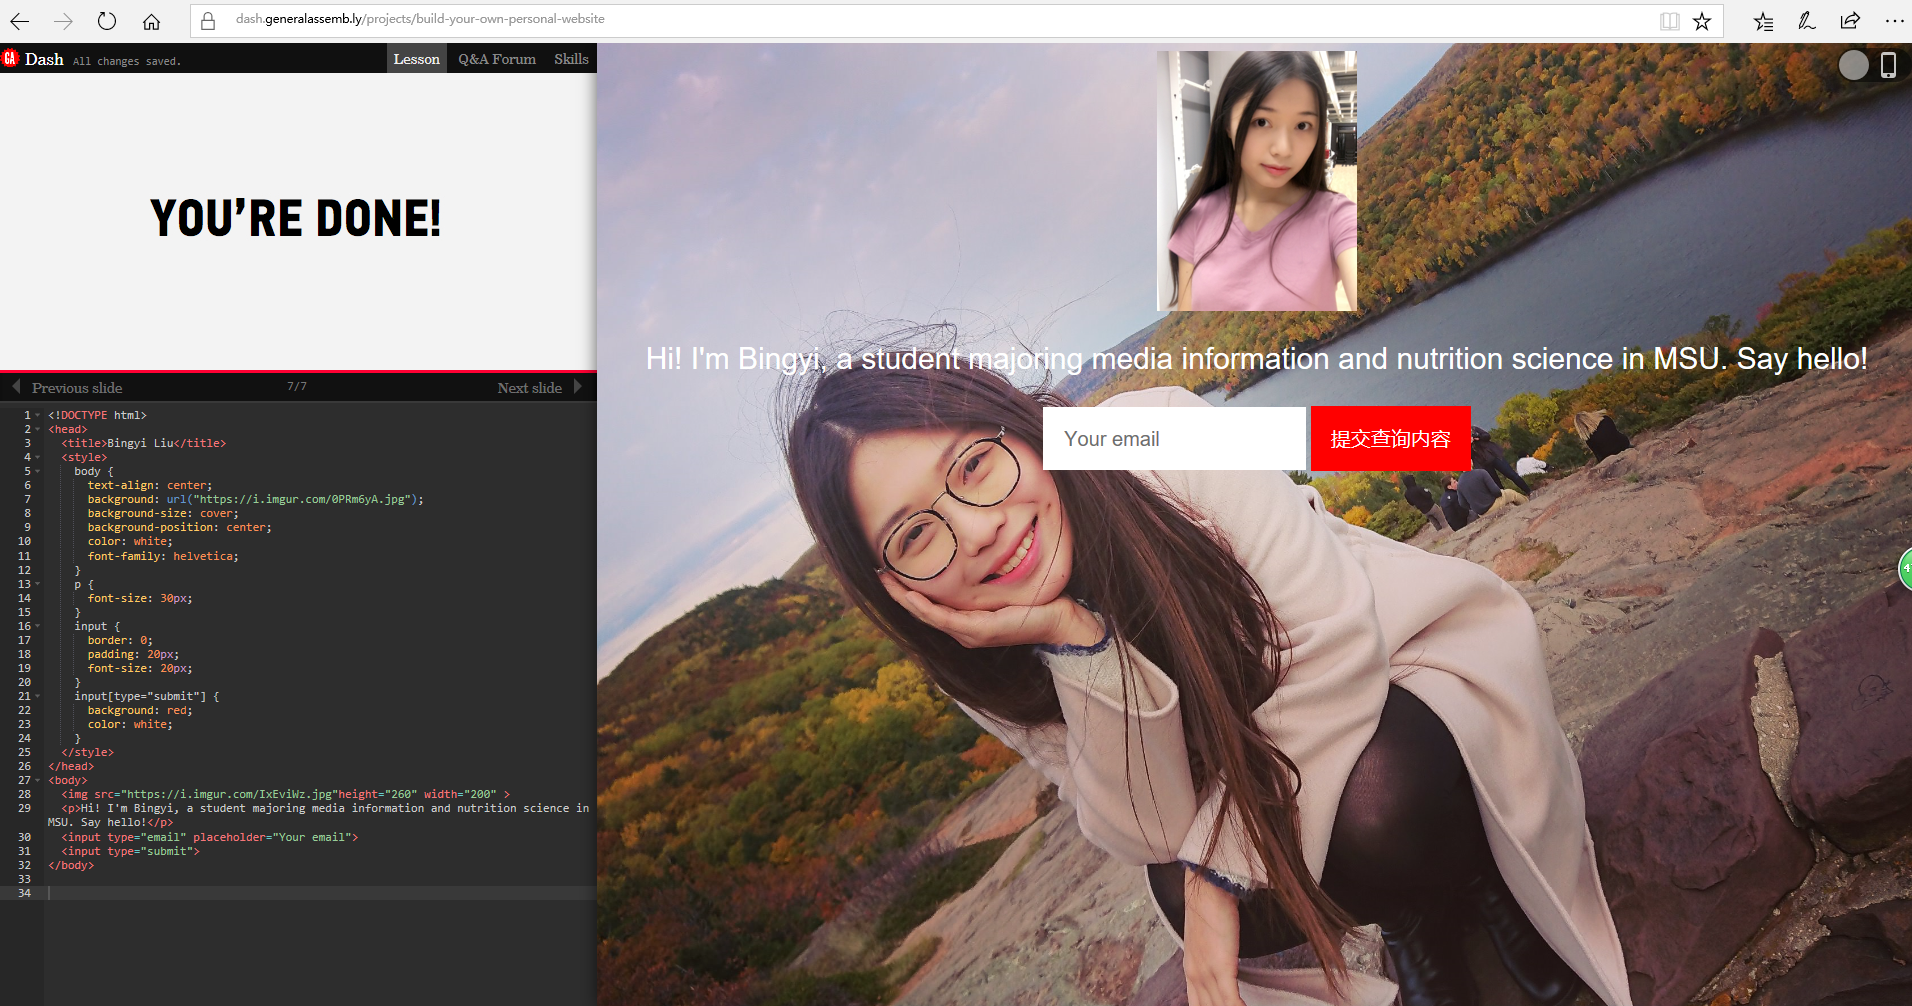 dash.generalassemb.ly/projects/build-your-own-personal-website
GA Dash All changes saved. Lesson Q&A Forum Skills
YOU'RE DONE!
Previous slide 7/7 Next slide
1 <!DOCTYPE html>
2 <head>
3 <title>Bingyi Liu</title>
4 <style>
5 body {
6 text-align: center;
7 background: url("https://i.imgur.com/0PRm6yA.jpg");
8 background-size: cover;
9 background-position: center;
10 color: white;
11 font-family: helvetica;
12 }
13 p {
14 font-size: 30px;
15 }
16 input {
17 border: 0;
18 padding: 20px;
19 font-size: 20px;
20 }
21 input[type="submit"] {
22 background: red;
23 color: white;
24 }
25 </style>
26 </head>
27 <body>
28 <img src="https://i.imgur.com/IxEviWz.jpg"height="260" width="200" >
29 <p>Hi! I'm Bingyi, a student majoring media information and nutrition science in
MSU. Say hello!</p>
30 <input type="email" placeholder="Your email">
31 <input type="submit">
32 </body>
33
34
Hi! I'm Bingyi, a student majoring media information and nutrition science in MSU. Say hello!
Your email 提交查询内容
4